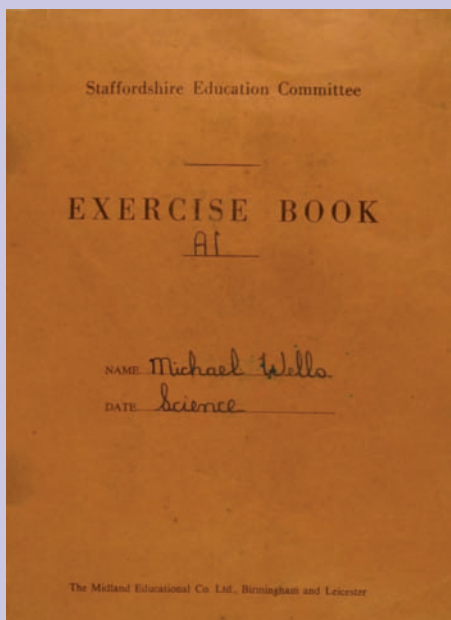 Staffordshire Education Committee
EXERCISE BOOK
A1
NAME Michael Wells
DATE Science
The Midland Educational Co. Ltd., Birmingham and Leicester